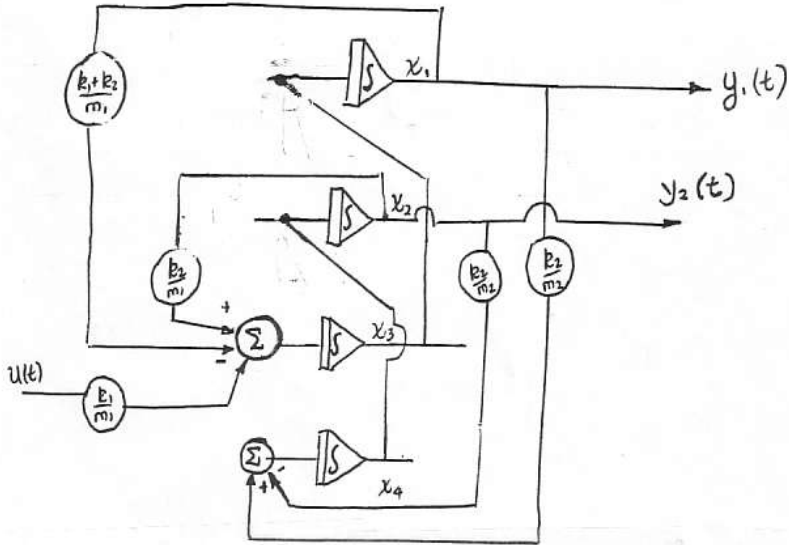 ∫
x₁
(k₁+k₂)/m₁
y₁(t)
∫
x₂
y₂(t)
k₂/m₁
k₂/m₂
k₂/m₂
+
Σ
∫
x₃
-
u(t)
k₁/m₁
Σ
∫
-
+
x₄